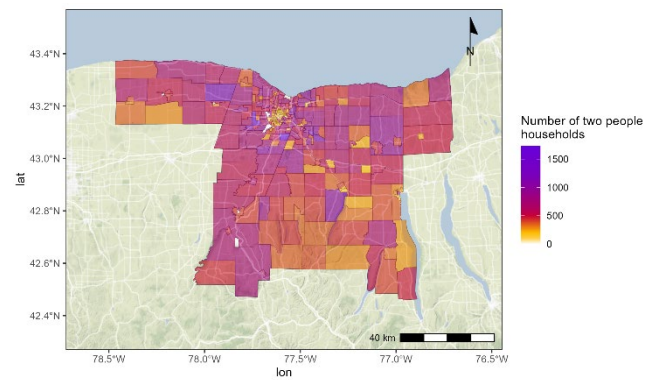 43.4°N
43.2°N
43.0°N
42.8°N
42.6°N
42.4°N
lat
N
40 km
78.5°W 78.0°W 77.5°W 77.0°W 76.5°W
lon
Number of two people
households
1500
1000
500
0